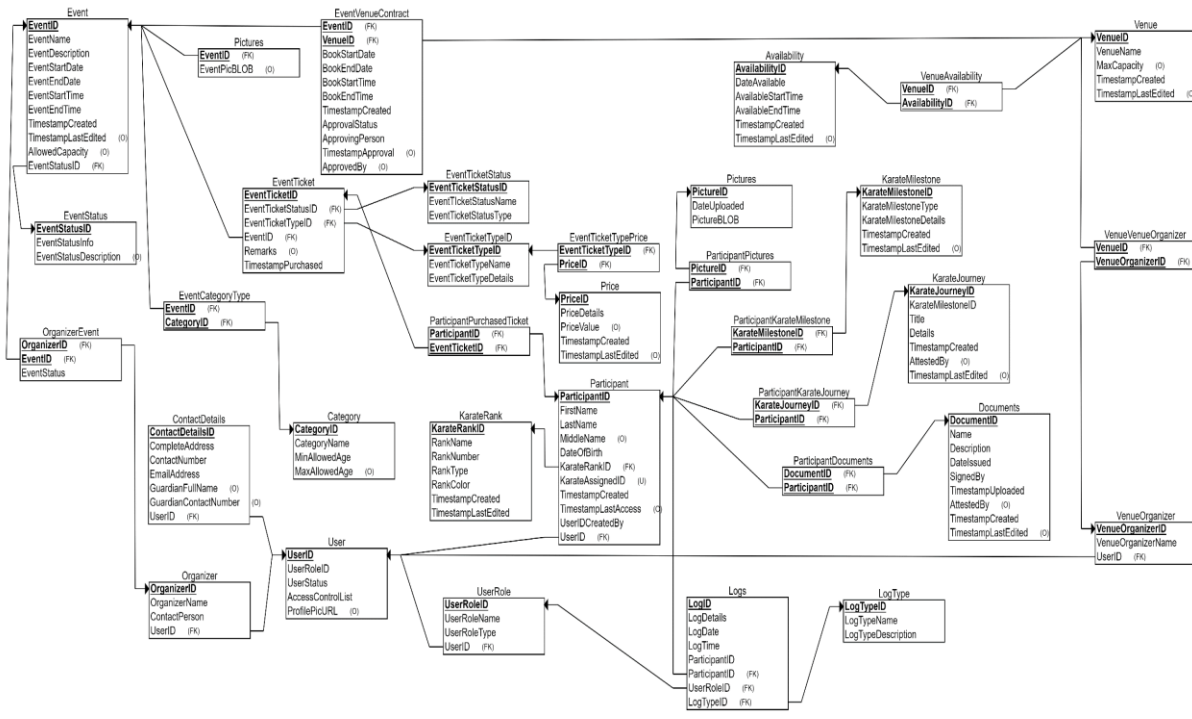 Event
EventID
EventName
EventDescription
EventStartDate
EventEndDate
EventStartTime
EventEndTime
TimestampCreated
TimestampLastEdited (O)
AllowedCapacity (O)
EventStatusID (FK)
Pictures
EventID (FK)
EventPicBLOB (O)
EventVenueContract
EventID (FK)
VenueID (FK)
BookStartDate
BookEndDate
BookStartTime
BookEndTime
TimestampCreated
ApprovalStatus
ApprovingPerson
TimestampApproval (O)
ApprovedBy (O)
Availability
AvailabilityID
DateAvailable
AvailableStartTime
AvailableEndTime
TimestampCreated
TimestampLastEdited (O)
VenueAvailability
VenueID (FK)
AvailabilityID (FK)
Venue
VenueID
VenueName
MaxCapacity (O)
TimestampCreated
TimestampLastEdited (O)
EventStatus
EventStatusID
EventStatusInfo
EventStatusDescription (O)
EventTicket
EventTicketID
EventTicketStatusID (FK)
EventTicketTypeID (FK)
EventID (FK)
Remarks (O)
TimestampPurchased
EventTicketStatus
EventTicketStatusID
EventTIcketStatusName
EventTicketStatusType
EventTicketTypeID
EventTicketTypeID
EventTicketTypeName
EventTicketTypeDetails
EventTicketTypePrice
EventTicketTypeID (FK)
PriceID (FK)
Price
PriceID
PriceDetails
PriceValue (O)
TimestampCreated
TimestampLastEdited (O)
Pictures
PictureID
DateUploaded
PictureBLOB
ParticipantPictures
PictureID (FK)
ParticipantID (FK)
KarateMilestone
KarateMilestoneID
KarateMilestoneType
KarateMilestoneDetails
TimestampCreated
TimestampLastEdited (O)
VenueVenueOrganizer
VenueID (FK)
VenueOrganizerID (FK)
KarateJourney
KarateJourneyID
KarateMilestoneID
Title
Details
TimestampCreated
AttestedBy (O)
TimestampLastEdited (O)
EventCategoryType
EventID (FK)
CategoryID (FK)
OrganizerEvent
OrganizerID (FK)
EventID (FK)
EventStatus
ParticipantPurchasedTicket
ParticipantID (FK)
EventTicketID (FK)
ParticipantKarateMilestone
KarateMilestoneID (FK)
ParticipantID (FK)
ParticipantKarateJourney
KarateJourneyID (FK)
ParticipantID (FK)
ContactDetails
ContactDetailsID
CompleteAddress
ContactNumber
EmailAddress
GuardianFullName (O)
GuardianContactNumber (O)
UserID (FK)
Category
CategoryID
CategoryName
MinAllowedAge
MaxAllowedAge (O)
KarateRank
KarateRankID
RankName
RankNumber
RankType
RankColor
TimestampCreated
TimestampLastEdited
Participant
ParticipantID
FirstName
LastName
MiddleName (O)
DateOfBirth
KarateRankID (FK)
KarateAssignedID (U)
TimestampCreated
TimestampLastAccess (O)
UserIDCreatedBy
UserID (FK)
ParticipantDocuments
DocumentID (FK)
ParticipantID (FK)
Documents
DocumentID
Name
Description
DateIssued
SignedBy
TimestampUploaded
AttestedBy (O)
TimestampCreated
TimestampLastEdited (O)
VenueOrganizer
VenueOrganizerID
VenueOrganizerName
UserID (FK)
User
UserID
UserRoleID
UserStatus
AccessControlList
ProfilePicURL (O)
Organizer
OrganizerID
OrganizerName
ContactPerson
UserID (FK)
UserRole
UserRoleID
UserRoleName
UserRoleType
UserID (FK)
Logs
LogID
LogDetails
LogDate
LogTime
ParticipantID
ParticipantID (FK)
UserRoleID (FK)
LogTypeID (FK)
LogType
LogTypeID
LogTypeName
LogTypeDescription